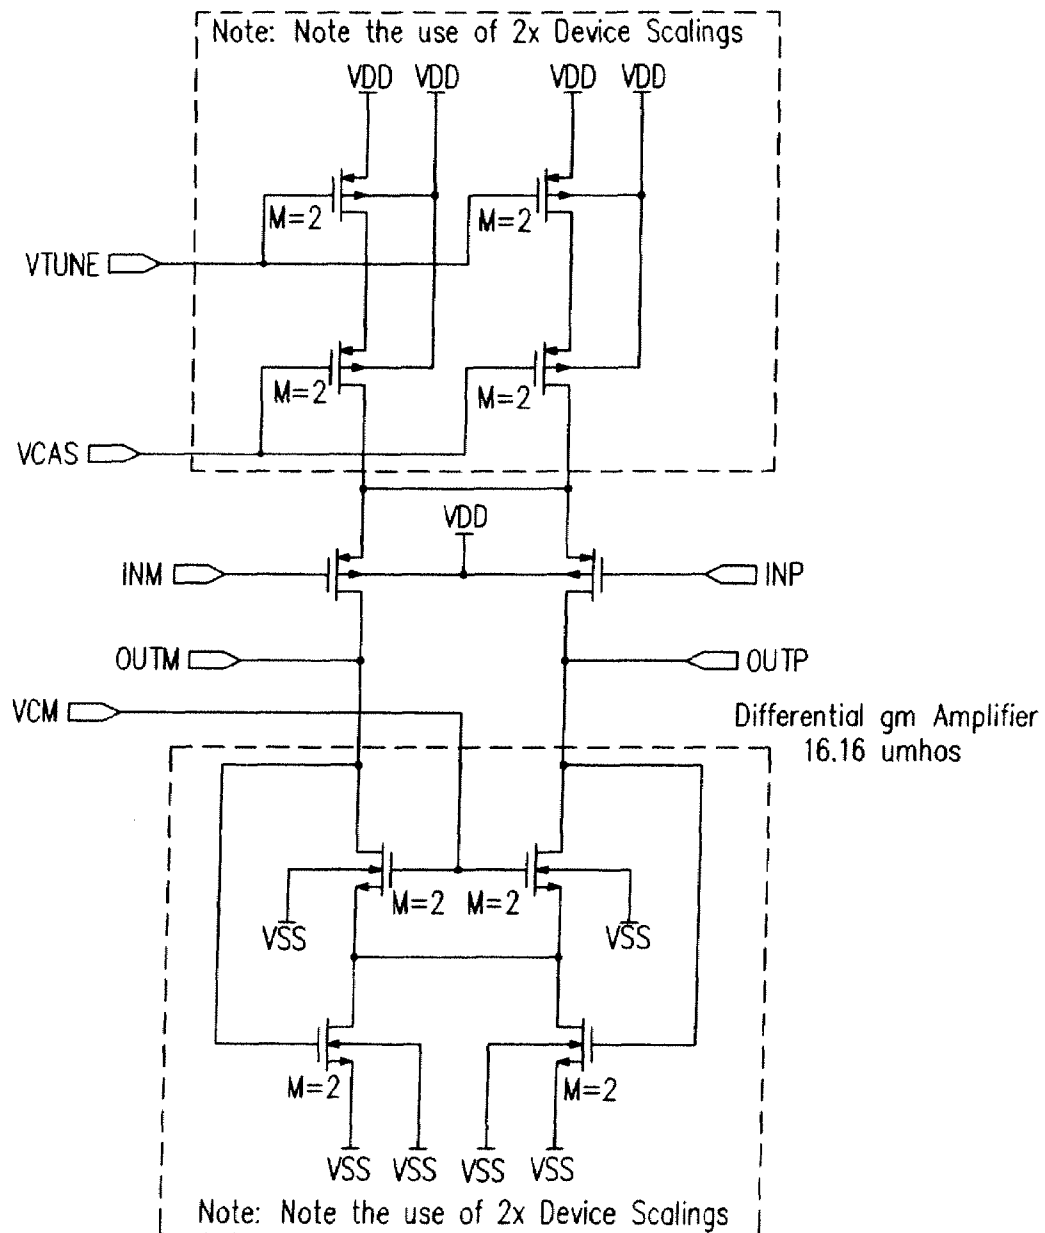 Note: Note the use of 2x Device Scalings
VDD VDD VDD VDD
M=2 M=2
VTUNE
M=2 M=2
VCAS
VDD
INM INP
OUTM OUTP
VCM
Differential gm Amplifier
16.16 umhos
M=2 M=2
VSS VSS
M=2 M=2
VSS VSS VSS VSS
Note: Note the use of 2x Device Scalings